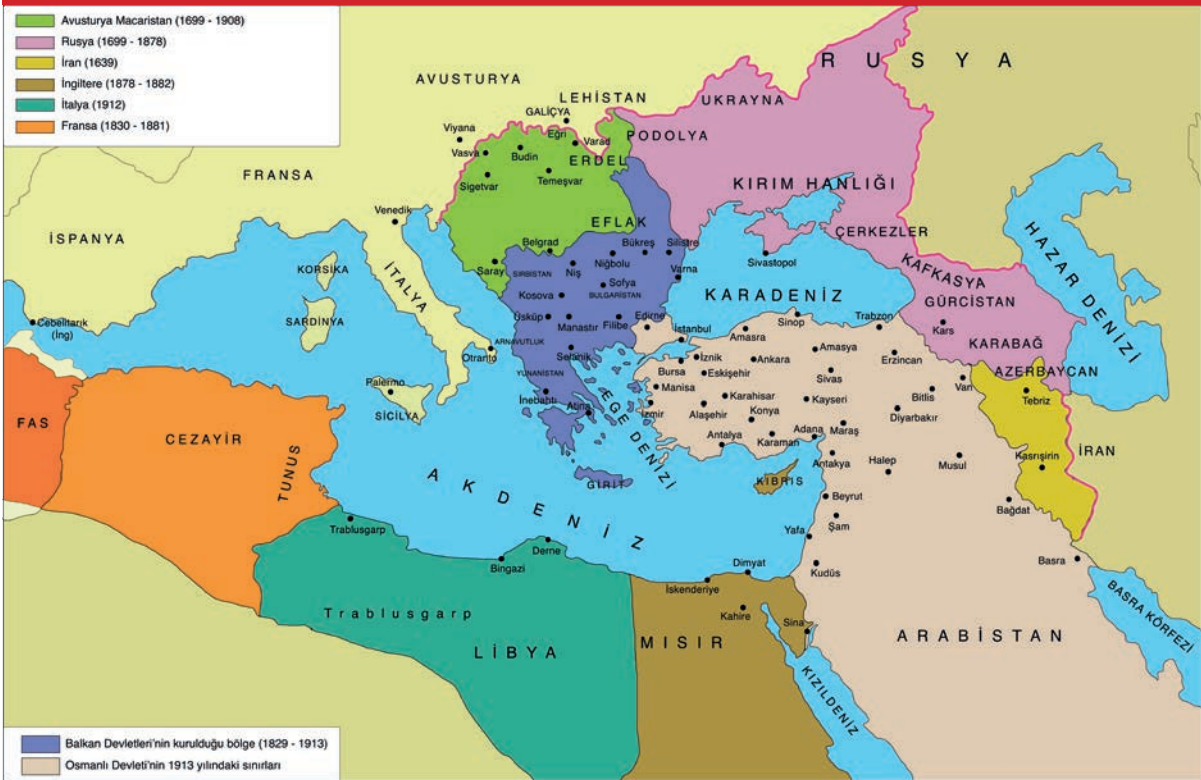 Avusturya Macaristan (1699 - 1908)
Rusya (1699 - 1878)
İran (1639)
İngiltere (1878 - 1882)
İtalya (1912)
Fransa (1830 - 1881)
RUSYA
AVUSTURYA
LEHİSTAN
UKRAYNA
GALİÇYA
Viyana
Eğri
Varad
PODOLYA
Vasva
Budin
ERDEL
Sigetvar
Temeşvar
FRANSA
KIRIM HANLIĞI
Venedik
EFLAK
ÇERKEZLER
İSPANYA
Belgrad
Bükreş
Silistre
HAZAR DENİZİ
KORSİKA
Saray
SIRBİSTAN
Niş
Niğbolu
Sivastopol
KAFKASYA
İTALYA
Sofya
Varna
Kosova
BULGARİSTAN
KARADENİZ
GÜRCİSTAN
SARDİNYA
Cebelitarık
(İng)
Üsküp
Manastır
Filibe
Edirne
İstanbul
Sinop
Trabzon
Kars
ARNAVUTLUK
Amasra
KARABAĞ
Otranto
Selanik
İznik
Ankara
Amasya
Erzincan
Bursa
Eskişehir
YUNANİSTAN
Sivas
Van
AZERBAYCAN
Palermo
Manisa
Bitlis
Tebriz
SİCİLYA
İnebahtı
Atina
EGE DENİZİ
İzmir
Alaşehir
Karahisar
Konya
Kayseri
Diyarbakır
FAS
CEZAYİR
Antalya
Karaman
Adana
Maraş
TUNUS
Antakya
Halep
Musul
Kasrışirin
İRAN
AKDENİZ
GİRİT
KIBRIS
Beyrut
Bağdat
Trablusgarp
Şam
Yafa
Derne
Bingazi
Dimyat
Kudüs
Basra
İskenderiye
Trablusgarp
Kahire
Sina
BASRA KÖRFEZİ
LİBYA
MISIR
ARABİSTAN
KIZILDENİZ
Balkan Devletleri'nin kurulduğu bölge (1829 - 1913)
Osmanlı Devleti'nin 1913 yılındaki sınırları